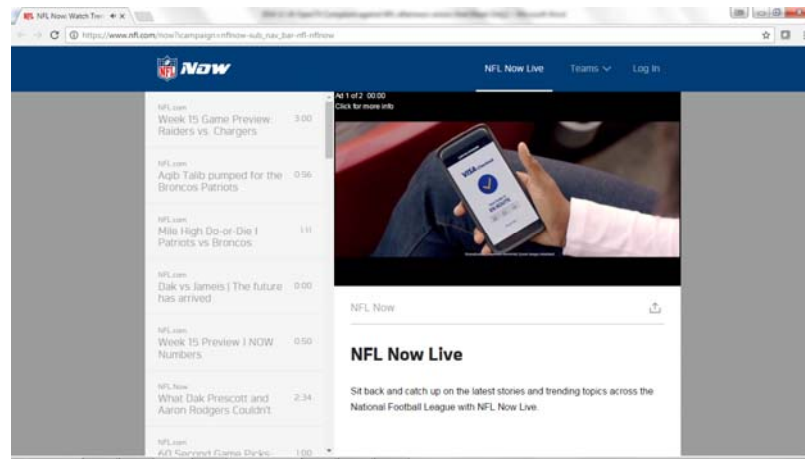 NFL Now: Watch Tw
https://www.nfl.com/now?campaign=nflnow-sub_nav_bar-nfl-nflnow
NFL NOW
NFL Now Live
Teams
Log In
NFL.com
Week 15 Game Preview:
Raiders vs. Chargers
3:00
NFL.com
Aqib Talib pumped for the
Broncos Patriots
0:56
NFL.com
Mile High Do-or-Die |
Patriots vs Broncos
1:11
NFL.com
Dak vs Jameis | The future
has arrived
0:00
NFL.com
Week 15 Preview | NOW
Numbers
0:50
NFL Now
What Dak Prescott and
Aaron Rodgers Couldn't
2:34
NFL.com
60 Second Game Picks
1:00
Ad 1 of 2 00:00
Click for more info
VISA checkout
EN ROUTE
NFL Now
NFL Now Live
Sit back and catch up on the latest stories and trending topics across the
National Football League with NFL Now Live.